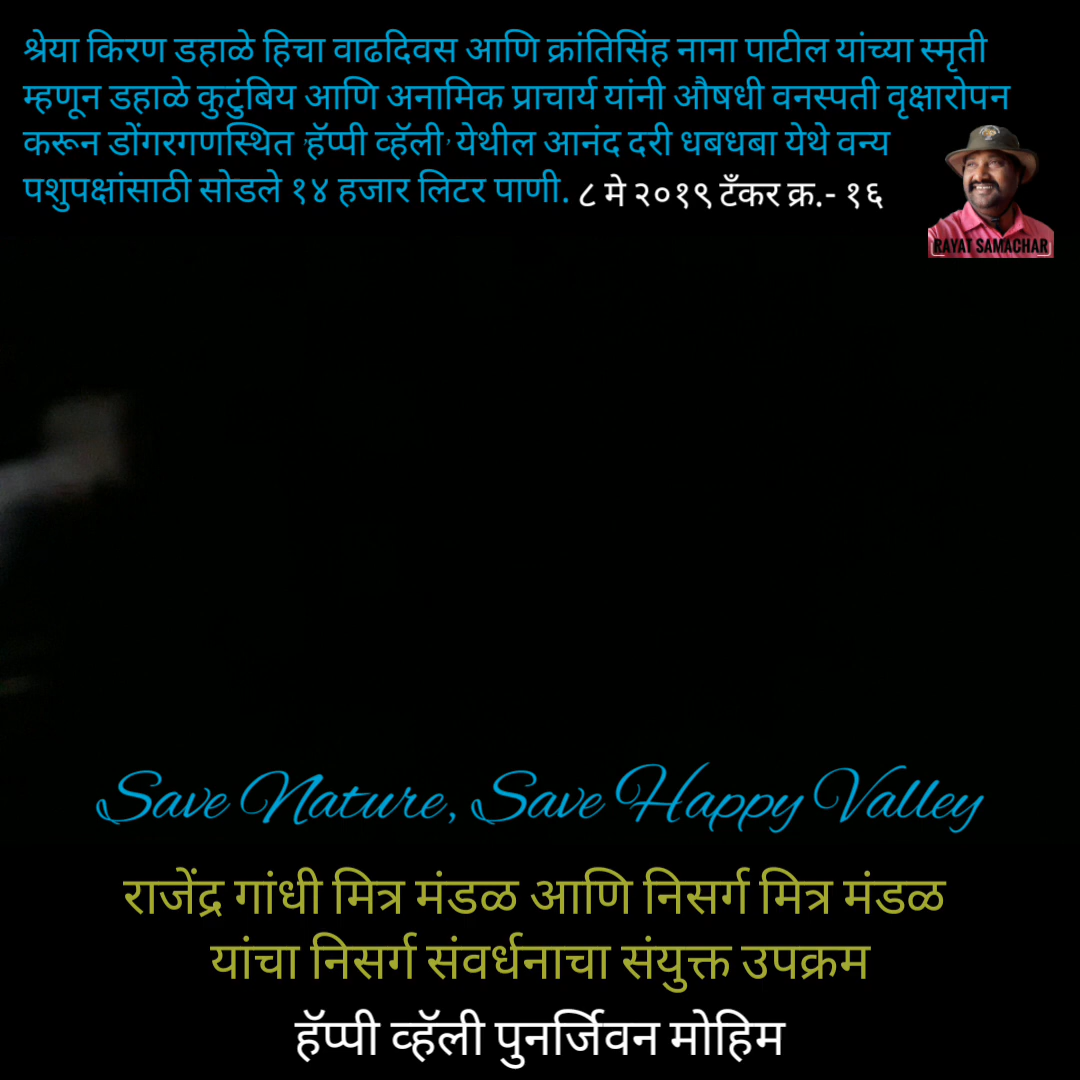 श्रेया किरण डहाळे हिचा वाढदिवस आणि क्रांतिसिंह नाना पाटील यांच्या स्मृती
म्हणून डहाळे कुटुंबिय आणि अनामिक प्राचार्य यांनी औषधी वनस्पती वृक्षारोपन
करून डोंगरगणस्थित 'हॅप्पी व्हॅली' येथील आनंद दरी धबधबा येथे वन्य
पशुपक्षांसाठी सोडले १४ हजार लिटर पाणी. ८ मे २०१९ टँकर क्र.- १६
RAYAT SAMACHAR
Save Nature, Save Happy Valley
राजेंद्र गांधी मित्र मंडळ आणि निसर्ग मित्र मंडळ
यांचा निसर्ग संवर्धनाचा संयुक्त उपक्रम
हॅप्पी व्हॅली पुनर्जिवन मोहिम